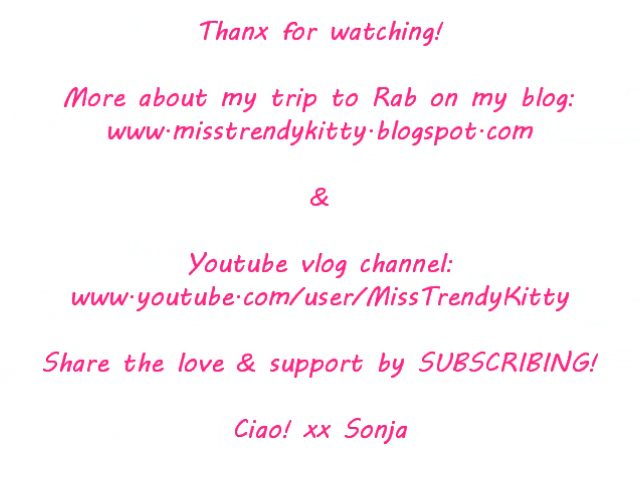 Thanx for watching!
More about my trip to Rab on my blog:
www.misstrendykitty.blogspot.com
&
Youtube vlog channel:
www.youtube.com/user/MissTrendyKitty
Share the love & support by SUBSCRIBING!
Ciao! xx Sonja